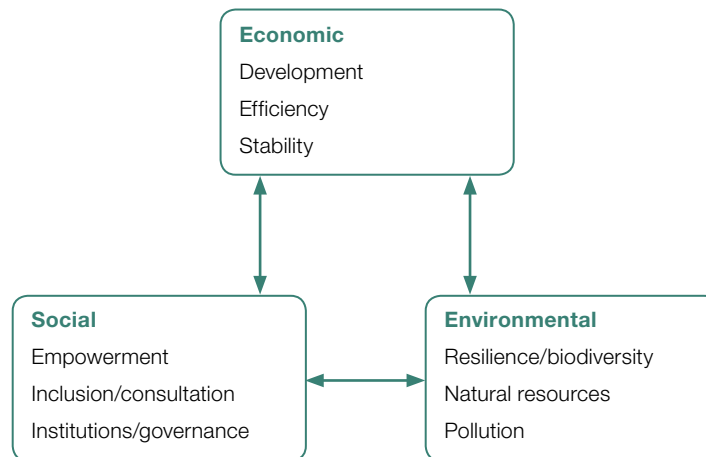 Economic
Development
Efficiency
Stability
Social
Empowerment
Inclusion/consultation
Institutions/governance
Environmental
Resilience/biodiversity
Natural resources
Pollution